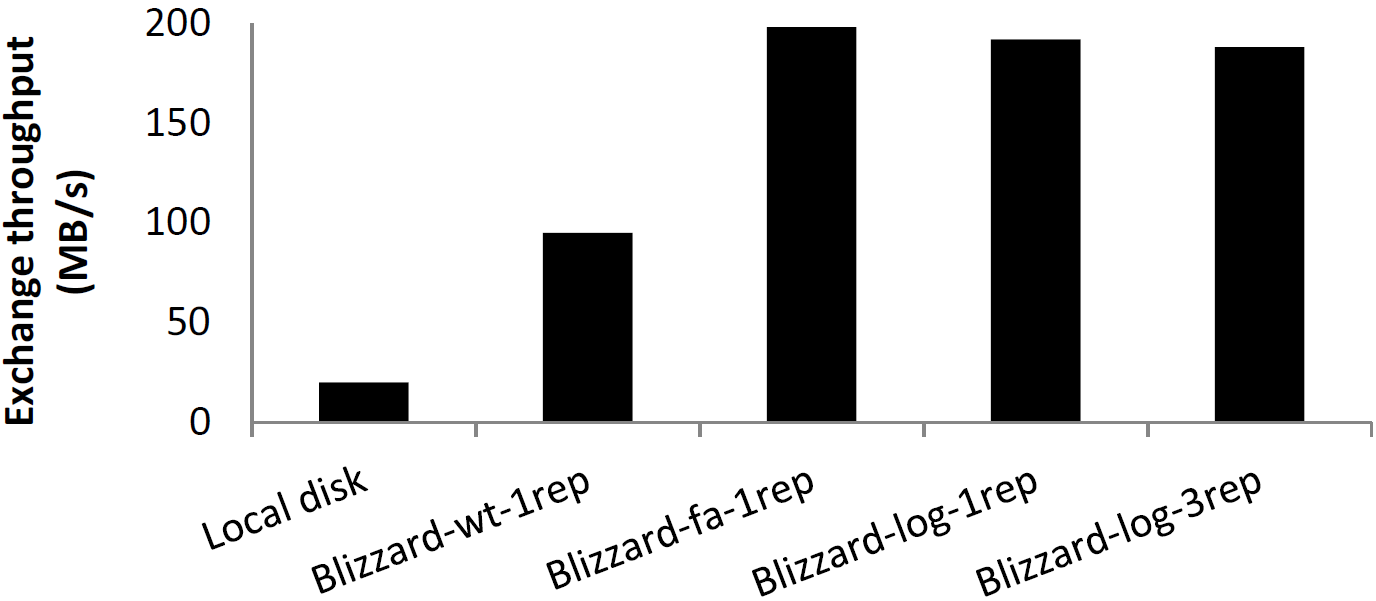 Exchange throughput
(MB/s)
200
150
100
50
0
Local disk
Blizzard-wt-1rep
Blizzard-fa-1rep
Blizzard-log-1rep
Blizzard-log-3rep